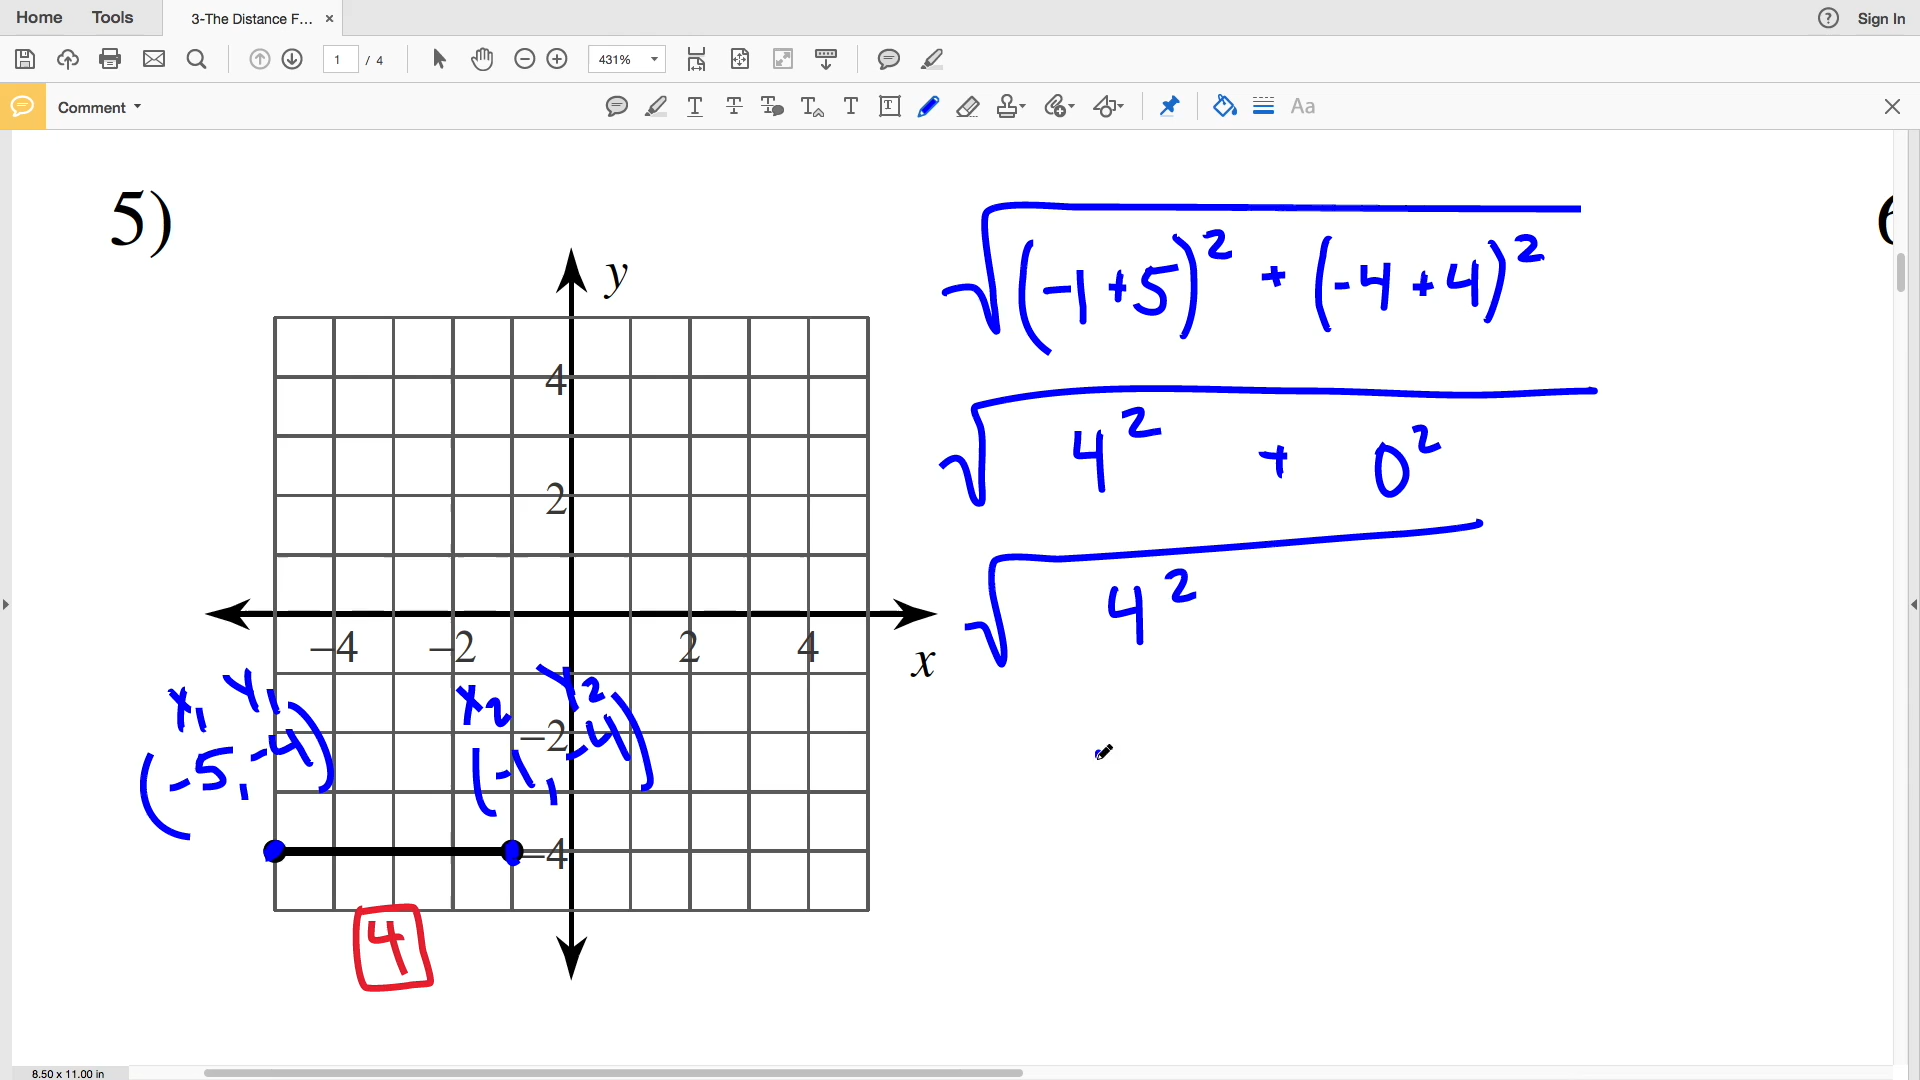 Home Tools 3-The Distance F... × ? Sign In
1 / 4 431%
Comment Aa
5)
√((-1+5)² + (-4+4)²)
√(4² + 0²)
√(4²)
y
4
2
–4 –2 2 4
x
–2
–4
x₁ y₁
(-5, -4)
x₂ y₂
(-1, -4)
4
8.50 x 11.00 in